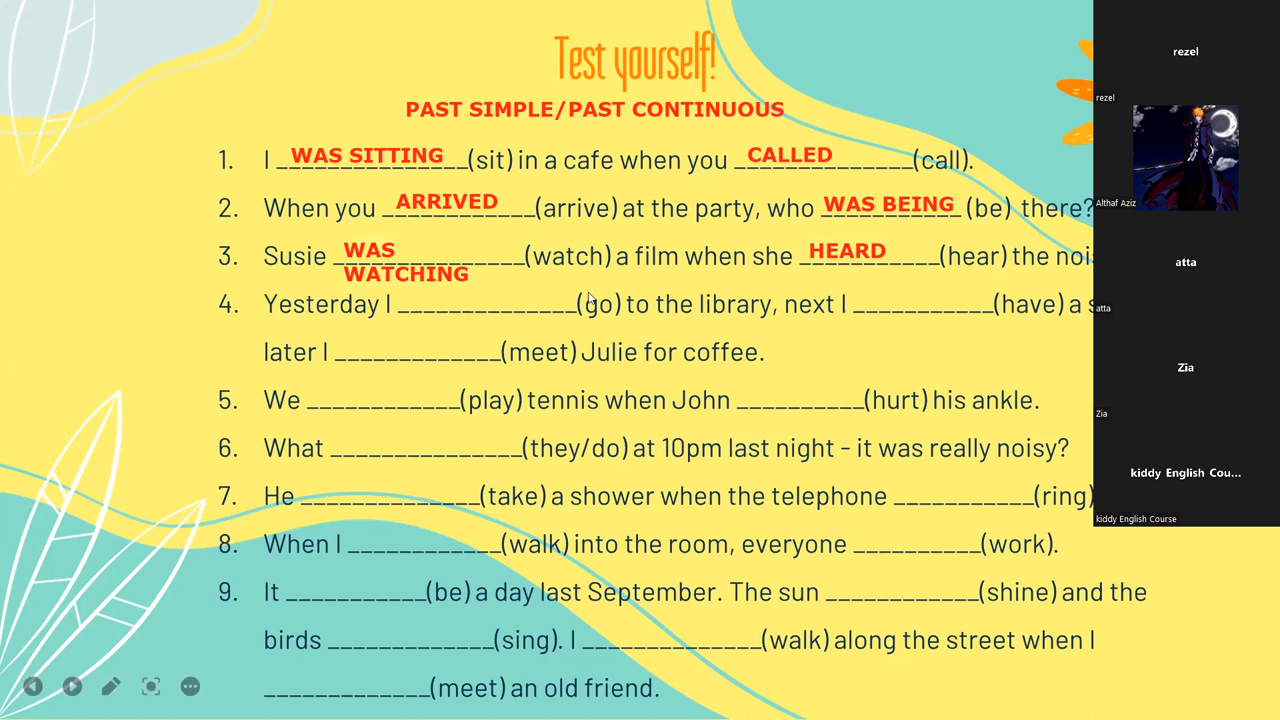 Test yourself!
PAST SIMPLE/PAST CONTINUOUS
1. I WAS SITTING (sit) in a cafe when you CALLED (call).
2. When you ARRIVED (arrive) at the party, who WAS BEING (be) there?
3. Susie WAS WATCHING (watch) a film when she HEARD (hear) the
4. Yesterday I ______________(go) to the library, next I ___________(have) a
later I _____________(meet) Julie for coffee.
5. We ____________(play) tennis when John __________(hurt) his ankle.
6. What _______________(they/do) at 10pm last night - it was really noisy?
7. He ______________(take) a shower when the telephone ___________(ring)
8. When I ____________(walk) into the room, everyone __________(work).
9. It ___________(be) a day last September. The sun ____________(shine) and the
birds _____________(sing). I ______________(walk) along the street when I
_____________(meet) an old friend.
rezel
rezel
Althaf Aziz
atta
atta
Zia
Zia
kiddy English Cou...
kiddy English Course